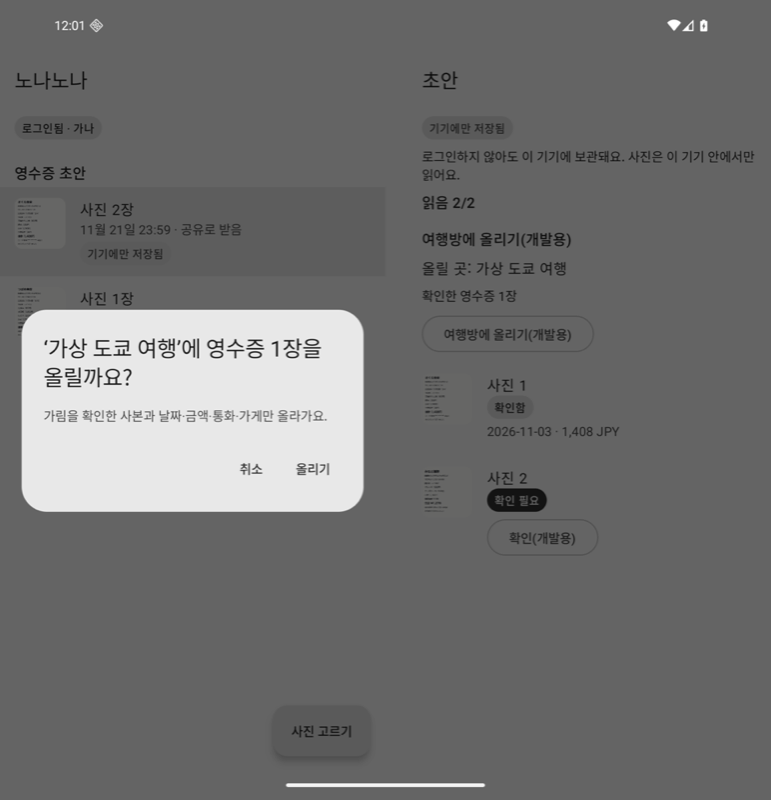 12:01
노나노나
로그인됨 · 가나
영수증 초안
사진 2장
11월 21일 23:59 · 공유로 받음
기기에만 저장됨
사진 1장
‘가상 도쿄 여행’에 영수증 1장을
올릴까요?
가림을 확인한 사본과 날짜·금액·통화·가게만 올라가요.
취소
올리기
사진 고르기
초안
기기에만 저장됨
로그인하지 않아도 이 기기에 보관돼요. 사진은 이 기기 안에서만
읽어요.
읽음 2/2
여행방에 올리기(개발용)
올릴 곳: 가상 도쿄 여행
확인한 영수증 1장
여행방에 올리기(개발용)
사진 1
확인함
2026-11-03 · 1,408 JPY
사진 2
확인 필요
확인(개발용)